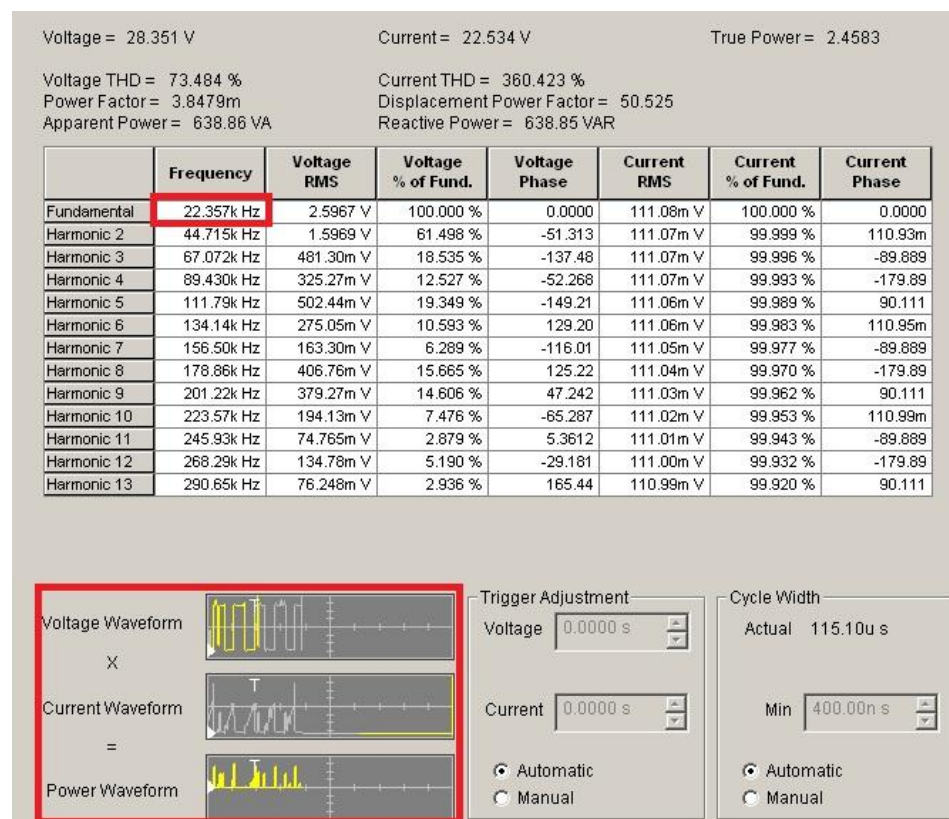 Voltage = 28.351 V Current = 22.534 V True Power = 2.4583
Voltage THD = 73.484 % Current THD = 360.423 %
Power Factor = 3.8479m Displacement Power Factor = 50.525
Apparent Power = 638.86 VA Reactive Power = 638.85 VAR
Frequency Voltage RMS Voltage % of Fund. Voltage Phase Current RMS Current % of Fund. Current Phase
Fundamental 22.357k Hz 2.5967 V 100.000 % 0.0000 111.08m V 100.000 % 0.0000
Harmonic 2 44.715k Hz 1.5969 V 61.498 % -51.313 111.07m V 99.999 % 110.93m
Harmonic 3 67.072k Hz 481.30m V 18.535 % -137.48 111.07m V 99.996 % -89.889
Harmonic 4 89.430k Hz 325.27m V 12.527 % -52.268 111.07m V 99.993 % -179.89
Harmonic 5 111.79k Hz 502.44m V 19.349 % -149.21 111.06m V 99.989 % 90.111
Harmonic 6 134.14k Hz 275.05m V 10.593 % 129.20 111.06m V 99.983 % 110.95m
Harmonic 7 156.50k Hz 163.30m V 6.289 % -116.01 111.05m V 99.977 % -89.889
Harmonic 8 178.86k Hz 406.76m V 15.665 % 125.22 111.04m V 99.970 % -179.89
Harmonic 9 201.22k Hz 379.27m V 14.606 % 47.242 111.03m V 99.962 % 90.111
Harmonic 10 223.57k Hz 194.13m V 7.476 % -65.287 111.02m V 99.953 % 110.99m
Harmonic 11 245.93k Hz 74.765m V 2.879 % 5.3612 111.01m V 99.943 % -89.889
Harmonic 12 268.29k Hz 134.78m V 5.190 % -29.181 111.00m V 99.932 % -179.89
Harmonic 13 290.65k Hz 76.248m V 2.936 % 165.44 110.99m V 99.920 % 90.111
Voltage Waveform
T
X
Current Waveform
T
=
Power Waveform
T
Trigger Adjustment
Voltage 0.0000 s
Current 0.0000 s
Automatic
Manual
Cycle Width
Actual 115.10u s
Min 400.00n s
Automatic
Manual